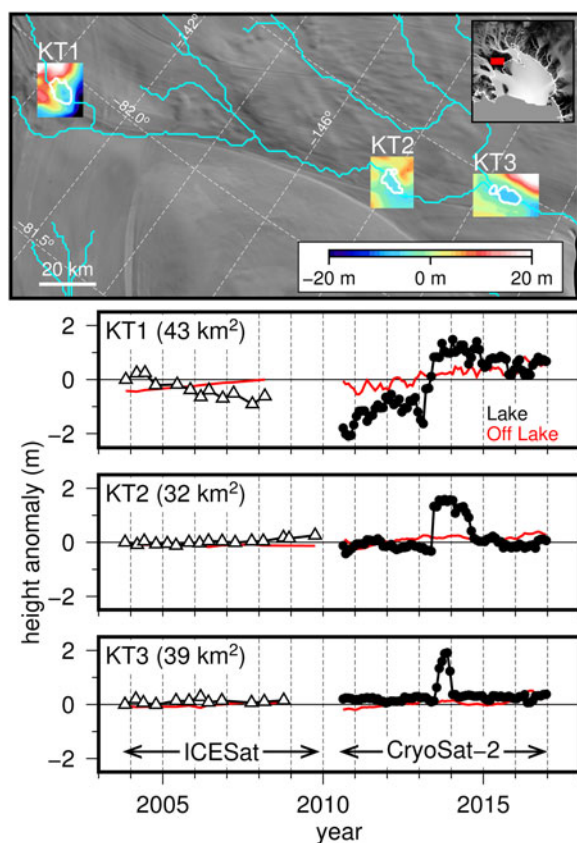 KT1
−142°
−82.0°
−146°
KT2
KT3
−81.5°
20 km
−20 m 0 m 20 m
KT1 (43 km²)
2
0
−2
Lake
Off Lake
KT2 (32 km²)
2
0
−2
height anomaly (m)
KT3 (39 km²)
2
0
−2
ICESat CryoSat−2
2005 2010 2015
year